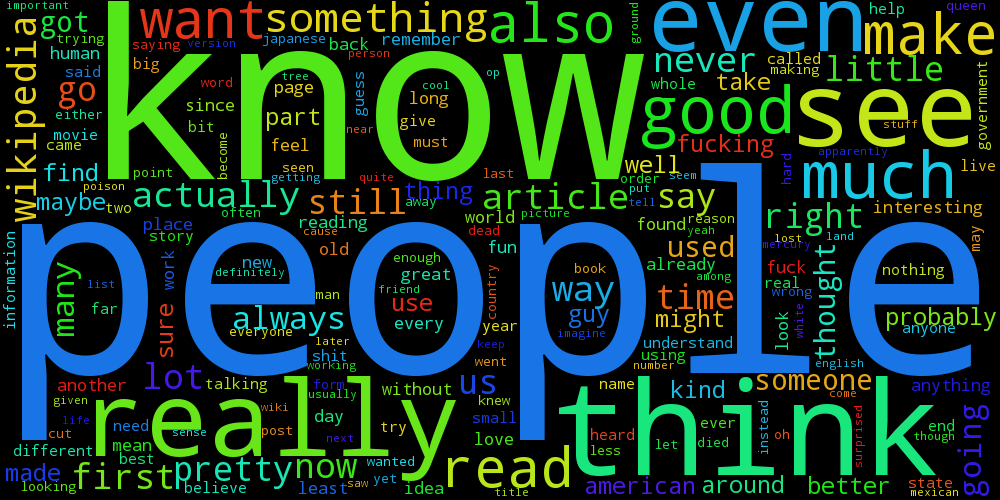 important
got
trying
human
big
said
go
either
movie
came
find
maybe
poison
two
wikipedia
want
something
also
saying
version
japanese
back
remember
person
ground
know
word
since
bit
become
point
tree
page
part
feel
seen
getting
guess
near
quite
cool
long
give
must
op
last
even
make
help
queen
never
called
making
whole
take
little
good
see
stuff
government
fucking
apparently
hard
much
live
well
order
seem
put
tell
say
actually
often
still
thing
away
article
reading
cause
old
world
dead
picture
fun
found
reason
yeah
right
interesting
may
used
already
among
mercury
lost
land
fuck
real
wrong
white
nothing
place
story
work
new
definitely
man
enough
great
friend
use
every
country
book
way
guy
imagine
time
might
understand
look
thought
probably
anyone
information
many
list
far
sure
always
everyone
later
shit
working
year
keep
went
using
number
english
people
another
lot
talking
form
usually
without
us
knew
small
name
kind
someone
come
anything
given
life
cut
need
mean
best
sense
wiki
post
really
day
next
try
love
heard
less
let
ever
died
instead
oh
surprised
think
going
end
though
different
made
looking
first
pretty
believe
now
least
saw
wanted
yet
idea
read
title
american
around
better
state
mexican